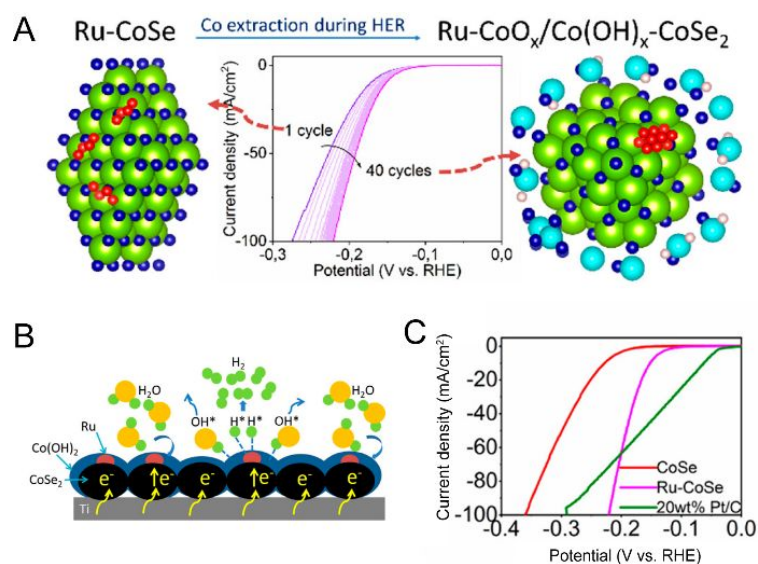 A
Ru-CoSe
Co extraction during HER
Ru-CoOₓ/Co(OH)ₓ-CoSe₂
Current density (mA/cm²)
0
-50
-100
1 cycle
40 cycles
-0,3
-0,2
-0,1
0,0
Potential (V vs. RHE)
B
H₂
H₂O
H₂O
OH*
H*
H*
OH*
Ru
Co(OH)₂
CoSe₂
e⁻
e⁻
e⁻
e⁻
e⁻
e⁻
Ti
C
Current density (mA/cm²)
0
-20
-40
-60
-80
-100
CoSe
Ru-CoSe
20wt% Pt/C
-0.4
-0.3
-0.2
-0.1
0.0
Potential (V vs. RHE)